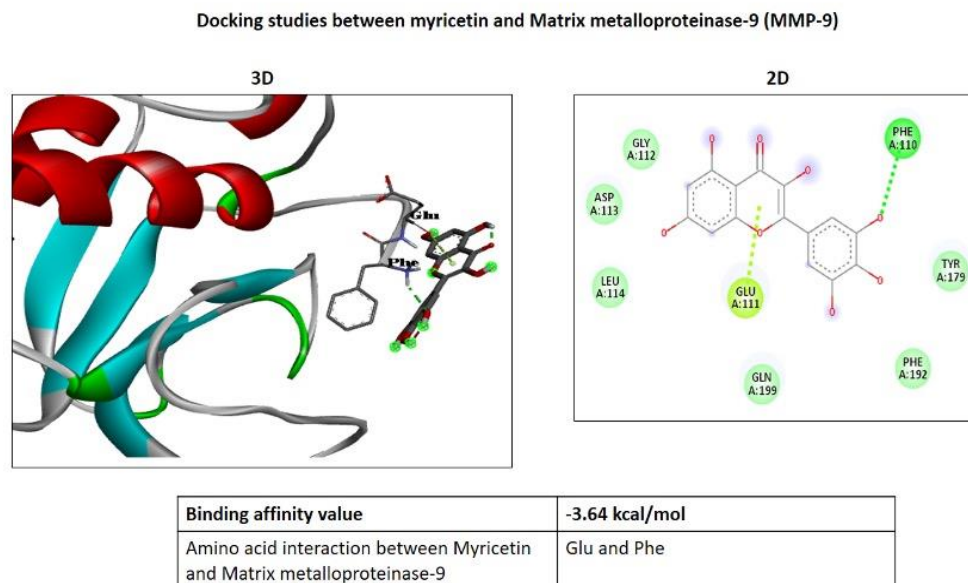 Docking studies between myricetin and Matrix metalloproteinase-9 (MMP-9)
3D
2D
Glu
Phe
GLY
A:112
PHE
A:110
ASP
A:113
LEU
A:114
GLU
A:111
TYR
A:179
PHE
A:192
GLN
A:199
O
O
O
O
O
O
O
O
Binding affinity value
-3.64 kcal/mol
Amino acid interaction between Myricetin
and Matrix metalloproteinase-9
Glu and Phe